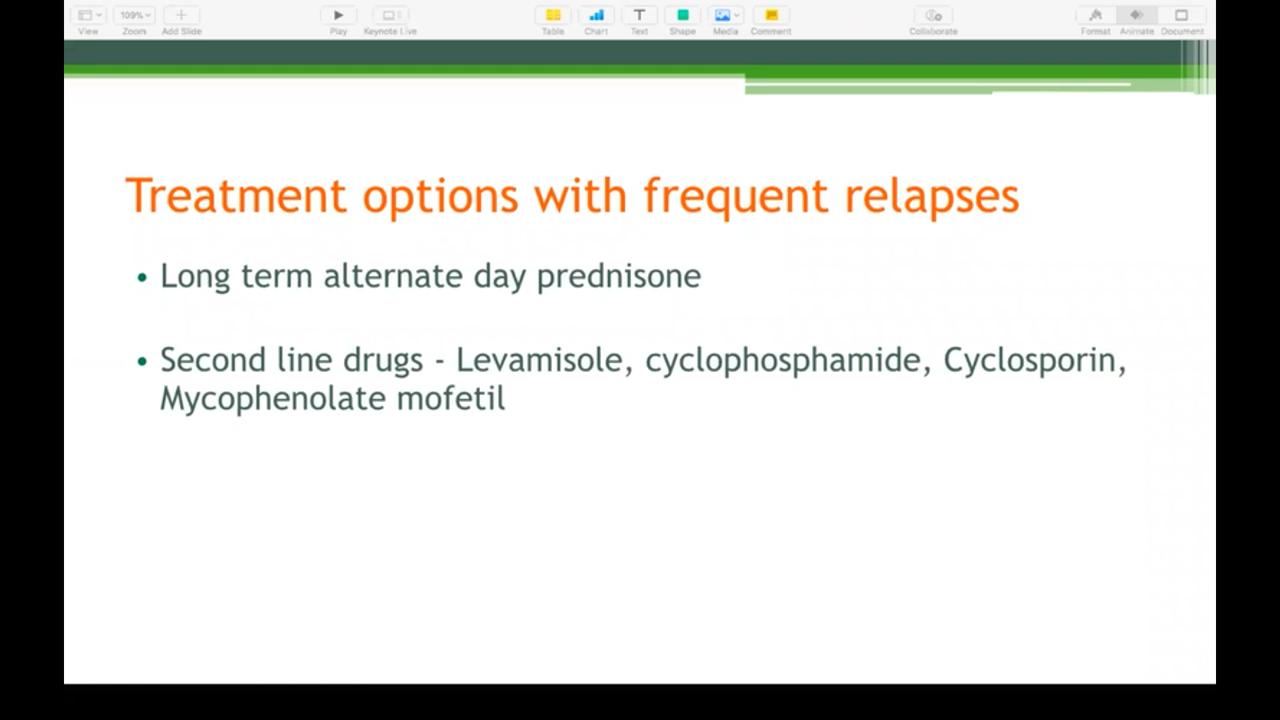 109%
View Zoom Add Slide Play Keynote Live Table Chart Text Shape Media Comment Collaborate Format Animate Document
Treatment options with frequent relapses
• Long term alternate day prednisone
• Second line drugs - Levamisole, cyclophosphamide, Cyclosporin,
Mycophenolate mofetil